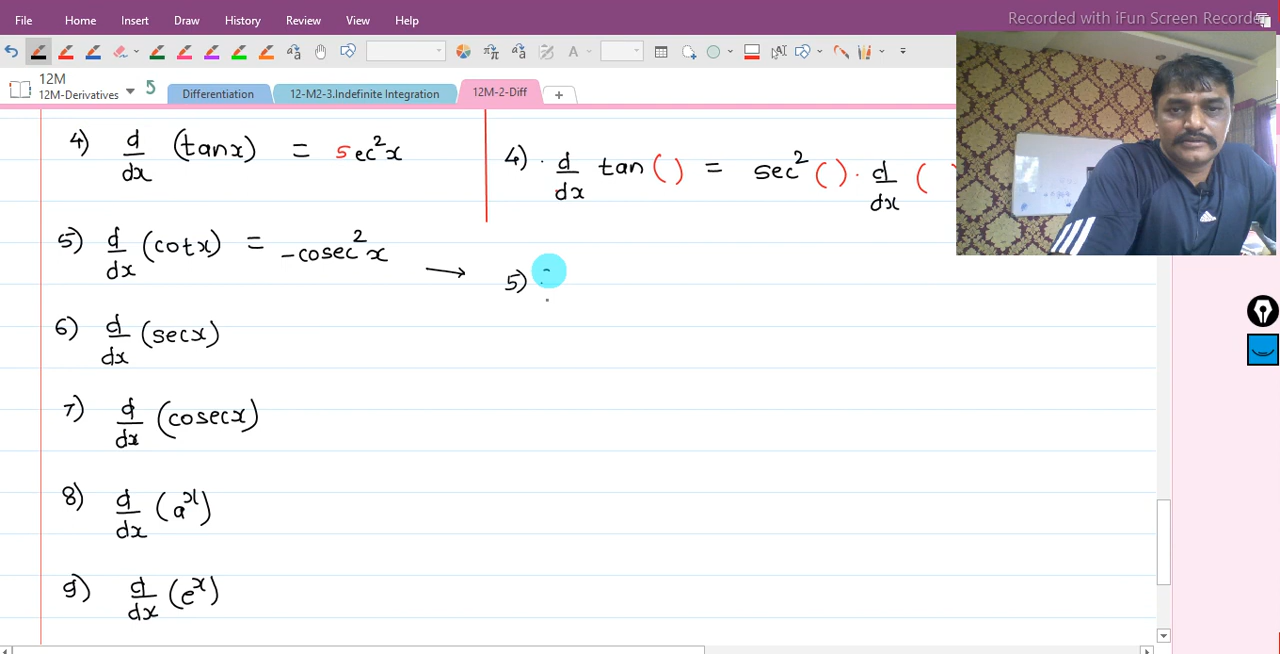 Recorded with iFun Screen Recorde
File Home Insert Draw History Review View Help
12M
12M-Derivatives
Differentiation 12-M2-3.Indefinite Integration 12M-2-Diff +
4) d/dx (tanx) = sec²x
4) · d/dx tan ( ) = sec² ( ) · d/dx (
5) d/dx (cotx) = -cosec²x →
5)
6) d/dx (secx)
7) d/dx (cosecx)
8) d/dx (aˣ)
9) d/dx (eˣ)